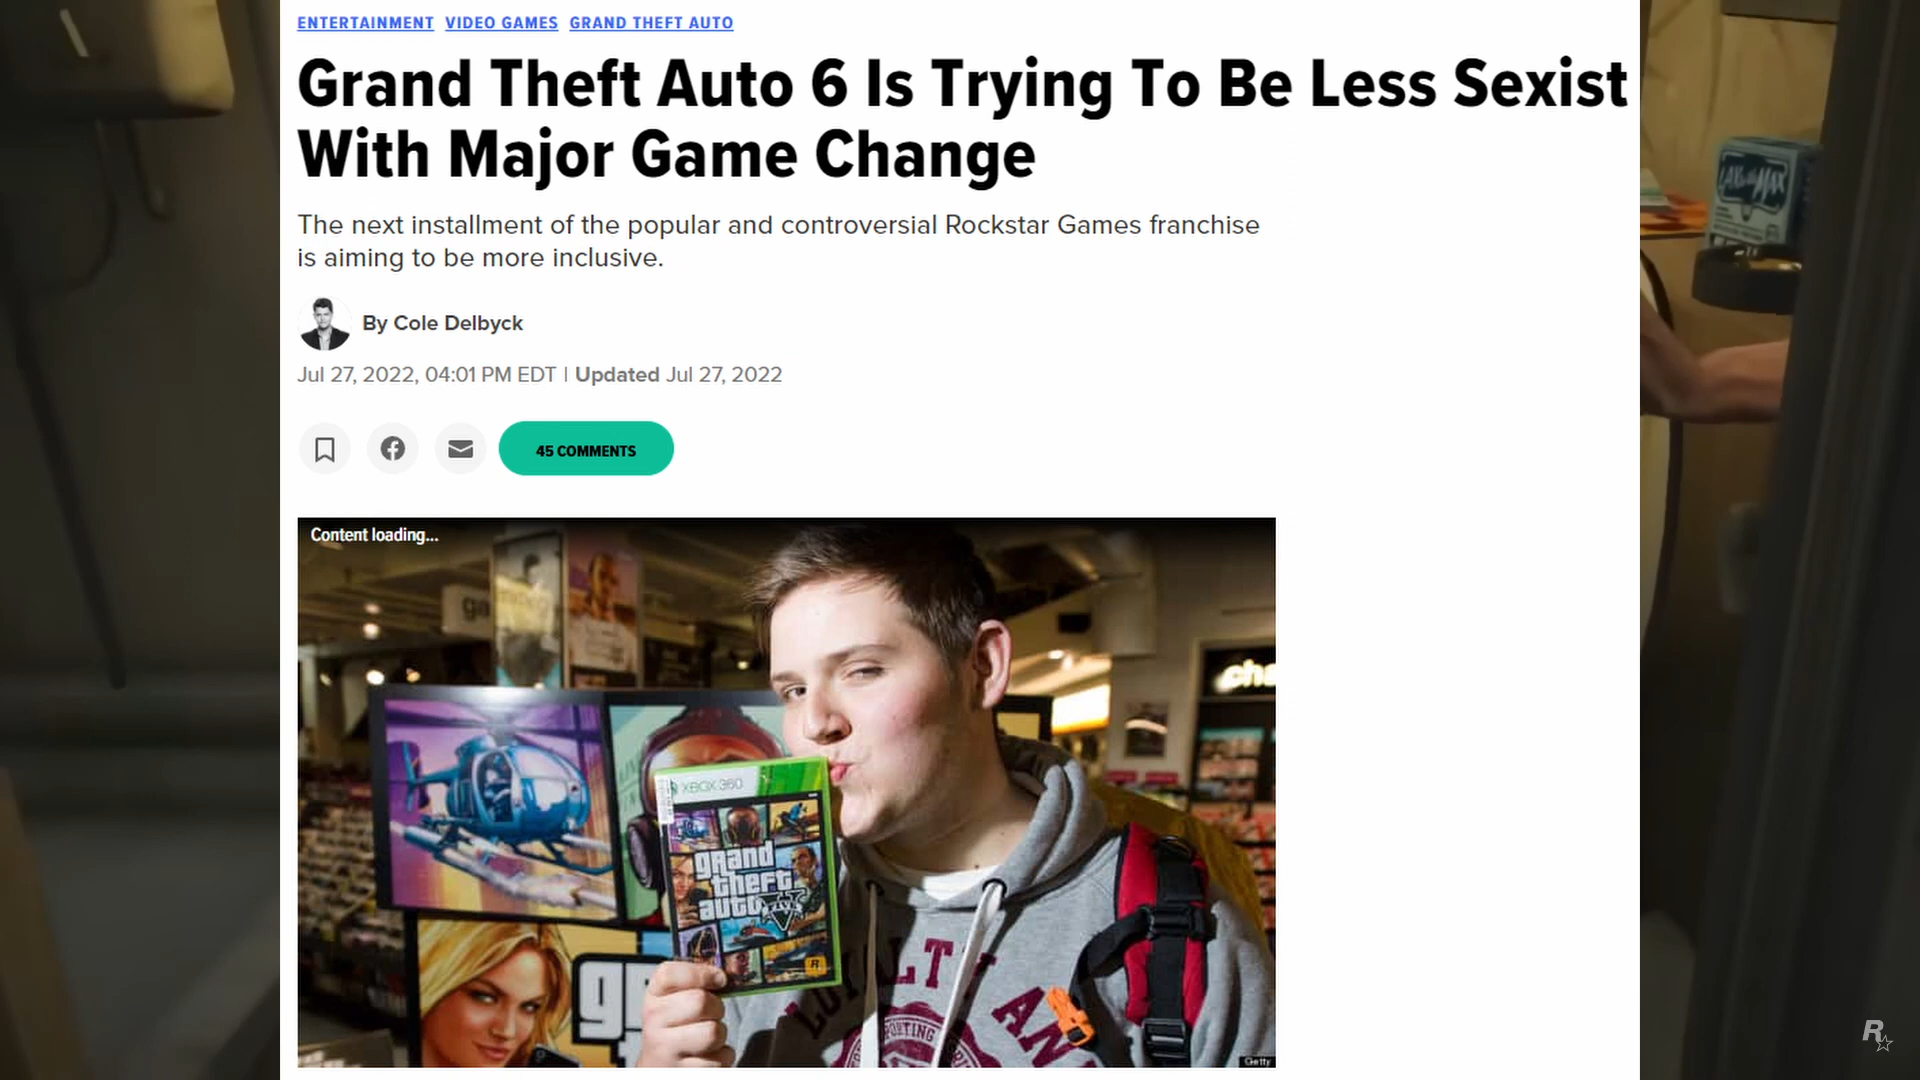 ENTERTAINMENT VIDEO GAMES GRAND THEFT AUTO
Grand Theft Auto 6 Is Trying To Be Less Sexist
With Major Game Change
The next installment of the popular and controversial Rockstar Games franchise
is aiming to be more inclusive.
By Cole Delbyck
Jul 27, 2022, 04:01 PM EDT | Updated Jul 27, 2022
45 COMMENTS
Content loading...
XBOX 360
grand
theft
auto
V
R
LOYALTY AN
PORTING
Getty
R